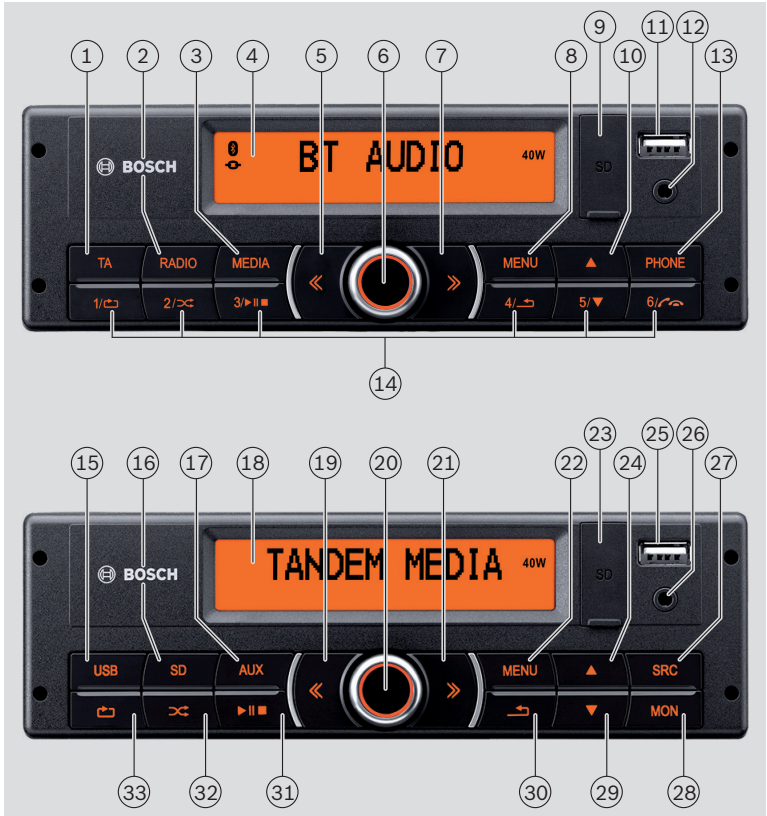 1 2 3 4 5 6 7 8 9 10 11 12 13
BOSCH
BT AUDIO 40W
SD
TA RADIO MEDIA MENU ▲ PHONE
« »
1/ 2/ 3/ 4/ 5/▼ 6/
14
15 16 17 18 19 20 21 22 23 24 25 26 27
BOSCH
TANDEM MEDIA 40W
SD
USB SD AUX MENU ▲ SRC
« »
▼ MON
33 32 31 30 29 28